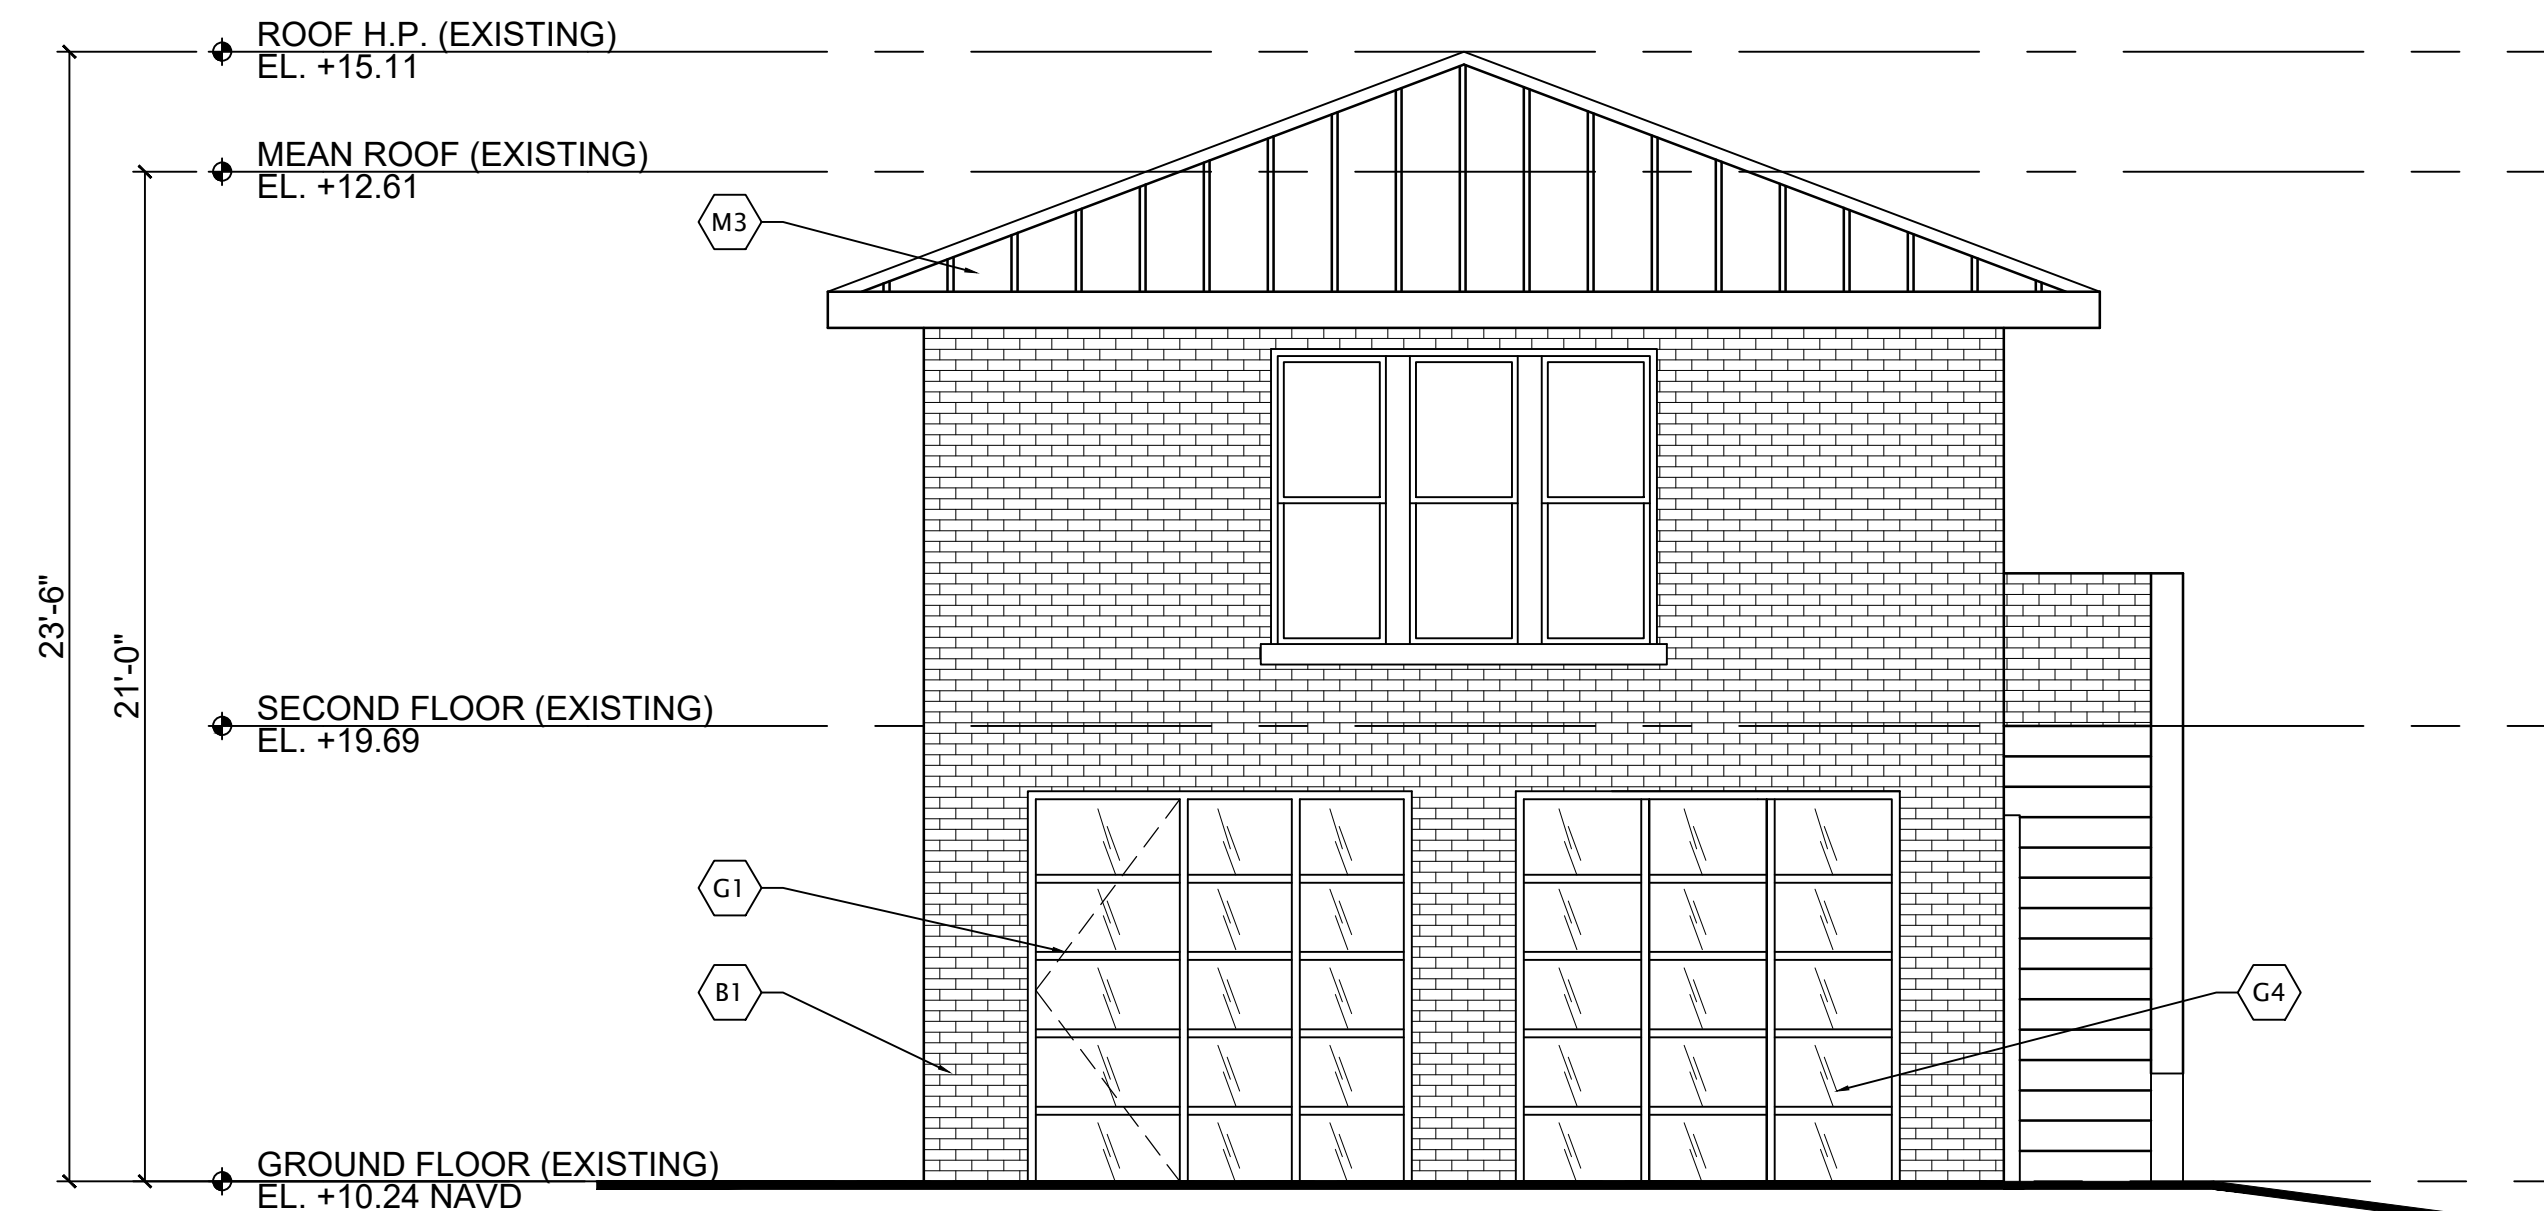 ROOF H.P. (EXISTING)
EL. +15.11
MEAN ROOF (EXISTING)
EL. +12.61
M3
23'-6"
21'-0"
SECOND FLOOR (EXISTING)
EL. +19.69
G1
B1
G4
GROUND FLOOR (EXISTING)
EL. +10.24 NAVD